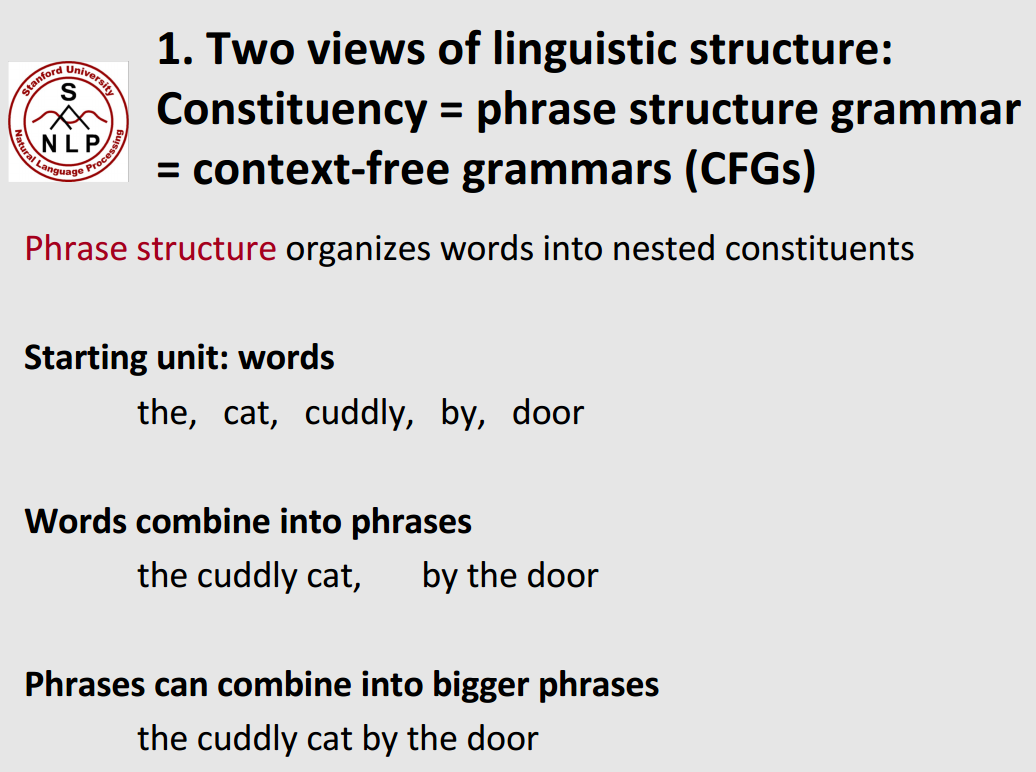 1. Two views of linguistic structure:
Constituency = phrase structure grammar
= context-free grammars (CFGs)
Stanford University
S
NLP
Natural Language Processing
Phrase structure organizes words into nested constituents
Starting unit: words
the, cat, cuddly, by, door
Words combine into phrases
the cuddly cat, by the door
Phrases can combine into bigger phrases
the cuddly cat by the door